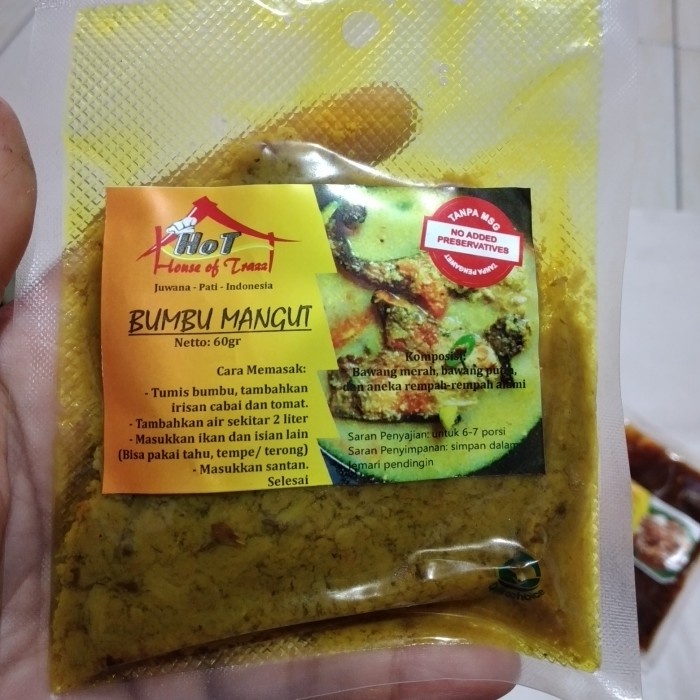 HoT
House of Trazz
Juwana - Pati - Indonesia
BUMBU MANGUT
Netto: 60gr
Cara Memasak:
- Tumis bumbu, tambahkan
irisan cabai dan tomat.
- Tambahkan air sekitar 2 liter
- Masukkan ikan dan isian lain
(Bisa pakai tahu, tempe/ terong)
- Masukkan santan.
Selesai
TANPA MSG
NO ADDED
PRESERVATIVES
TANPA PENGAWET
Komposisi:
Bawang merah, bawang putih,
dan aneka rempah-rempah alami
Saran Penyajian: untuk 6-7 porsi
Saran Penyimpanan: simpan dalam
lemari pendingin